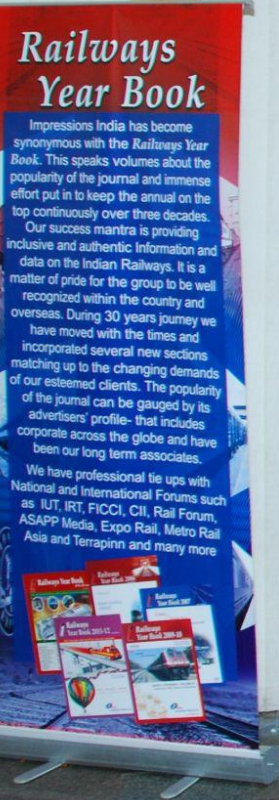 Railways
Year Book
Impressions India has become
synonymous with the Railways Year
Book. This speaks volumes about the
popularity of the journal and immense
effort put in to keep the annual on the
top continuously over three decades.
Our success mantra is providing
inclusive and authentic Information and
data on the Indian Railways. It is a
matter of pride for the group to be well
recognized within the country and
overseas. During 30 years journey we
have moved with the times and
incorporated several new sections
matching up to the changing demands
of our esteemed clients. The popularity
of the journal can be gauged by its
advertisers' profile- that includes
corporate across the globe and have
been our long term associates.
We have professional tie ups with
National and International Forums such
as IUT, IRT, FICCI, CII, Rail Forum,
ASAPP Media, Expo Rail, Metro Rail
Asia and Terrapinn and many more
Railways Year Book
Railways
Year Book 2006
Railways
Year Book 2007
Railways
Year Book 2011-12
Railways
Year Book 2009-10